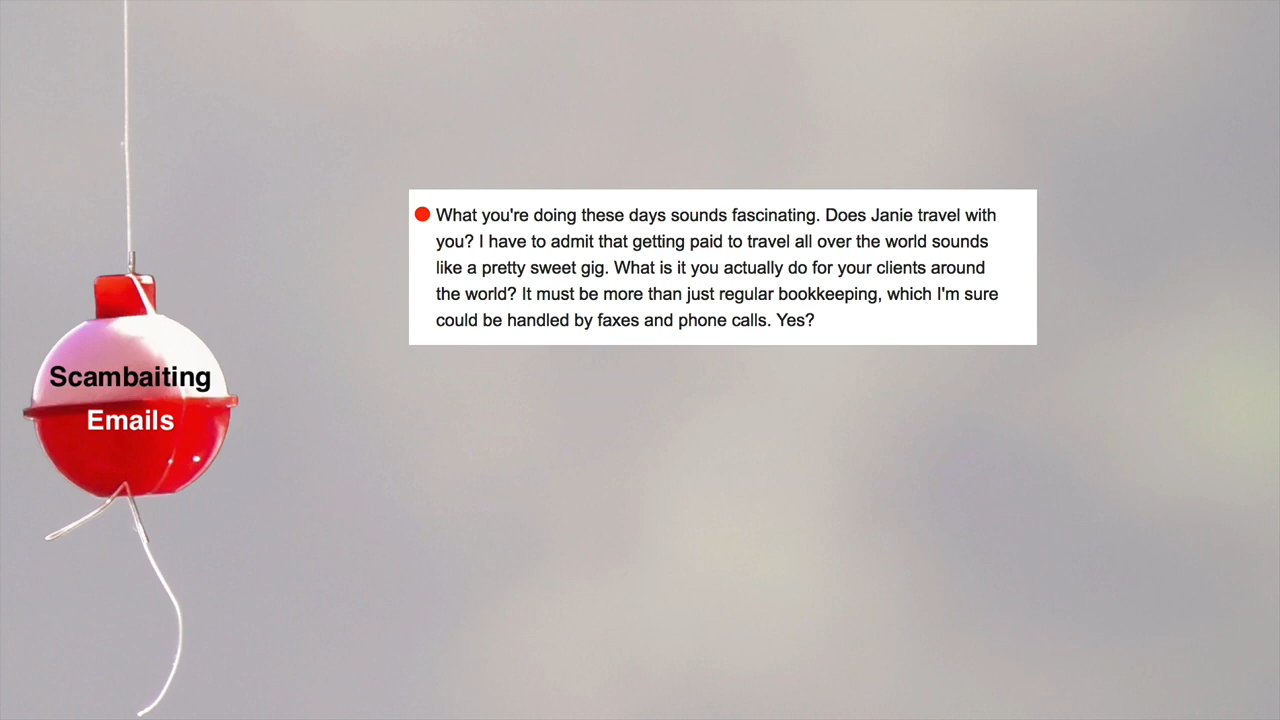 Scambaiting
Emails
What you're doing these days sounds fascinating. Does Janie travel with
you? I have to admit that getting paid to travel all over the world sounds
like a pretty sweet gig. What is it you actually do for your clients around
the world? It must be more than just regular bookkeeping, which I'm sure
could be handled by faxes and phone calls. Yes?